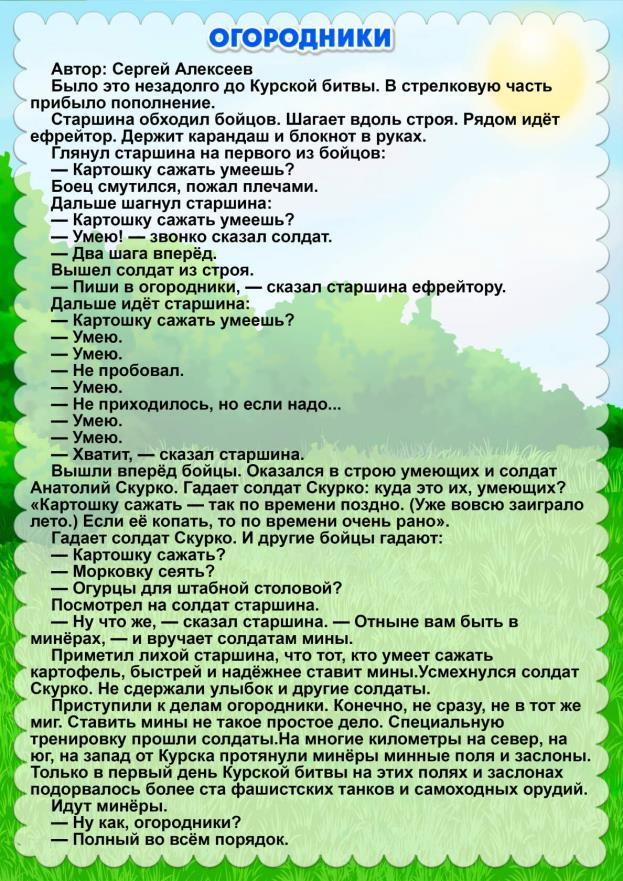 ОГОРОДНИКИ
Автор: Сергей Алексеев
Было это незадолго до Курской битвы. В стрелковую часть
прибыло пополнение.
Старшина обходил бойцов. Шагает вдоль строя. Рядом идёт
ефрейтор. Держит карандаш и блокнот в руках.
Глянул старшина на первого из бойцов:
— Картошку сажать умеешь?
Боец смутился, пожал плечами.
Дальше шагнул старшина:
— Картошку сажать умеешь?
— Умею! — звонко сказал солдат.
— Два шага вперёд.
Вышел солдат из строя.
— Пиши в огородники, — сказал старшина ефрейтору.
Дальше идёт старшина:
— Картошку сажать умеешь?
— Умею.
— Умею.
— Не пробовал.
— Умею.
— Не приходилось, но если надо...
— Умею.
— Умею.
— Хватит, — сказал старшина.
Вышли вперёд бойцы. Оказался в строю умеющих и солдат
Анатолий Скурко. Гадает солдат Скурко: куда это их, умеющих?
«Картошку сажать — так по времени поздно. (Уже вовсю заиграло
лето.) Если её копать, то по времени очень рано».
Гадает солдат Скурко. И другие бойцы гадают:
— Картошку сажать?
— Морковку сеять?
— Огурцы для штабной столовой?
Посмотрел на солдат старшина.
— Ну что же, — сказал старшина. — Отныне вам быть в
минёрах, — и вручает солдатам мины.
Приметил лихой старшина, что тот, кто умеет сажать
картофель, быстрей и надёжнее ставит мины.Усмехнулся солдат
Скурко. Не сдержали улыбок и другие солдаты.
Приступили к делам огородники. Конечно, не сразу, не в тот же
миг. Ставить мины не такое простое дело. Специальную
тренировку прошли солдаты.На многие километры на север, на
юг, на запад от Курска протянули минёры минные поля и заслоны.
Только в первый день Курской битвы на этих полях и заслонах
подорвалось более ста фашистских танков и самоходных орудий.
Идут минёры.
— Ну как, огородники?
— Полный во всём порядок.